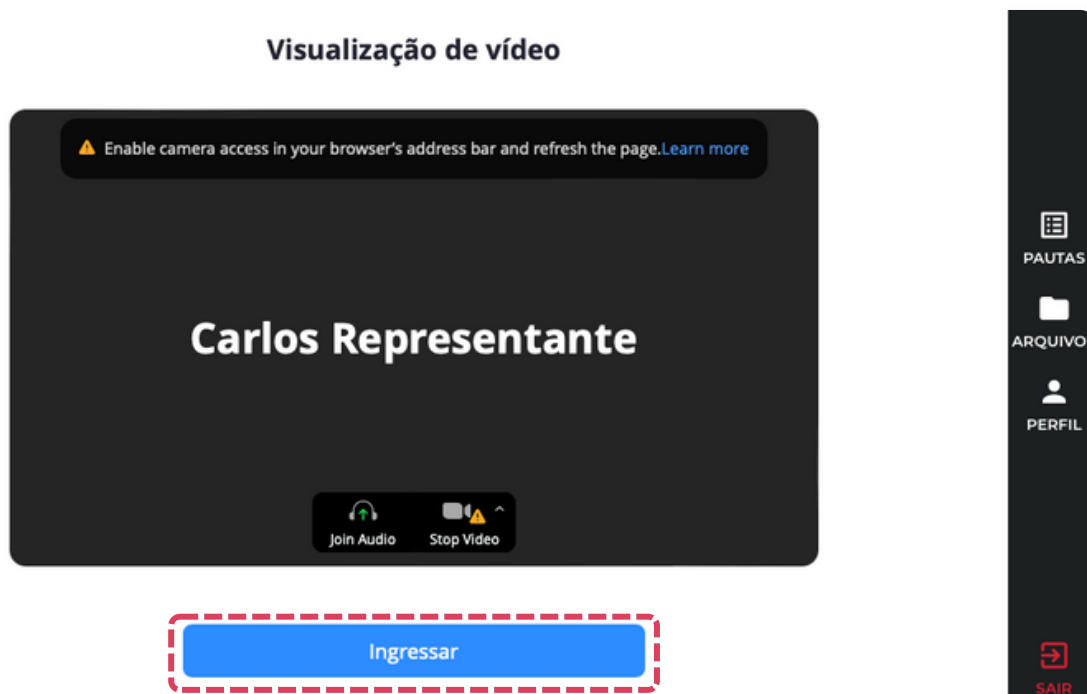 Visualização de vídeo
Enable camera access in your browser's address bar and refresh the page.Learn more
Carlos Representante
Join Audio
Stop Video
Ingressar
PAUTAS
ARQUIVO
PERFIL
SAIR